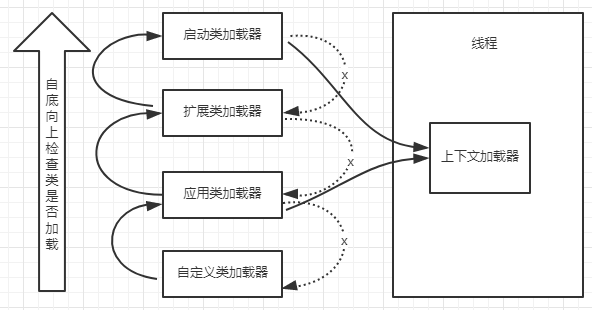 自底向上检查类是否加载
启动类加载器
x
扩展类加载器
x
应用类加载器
x
自定义类加载器
线程
上下文加载器